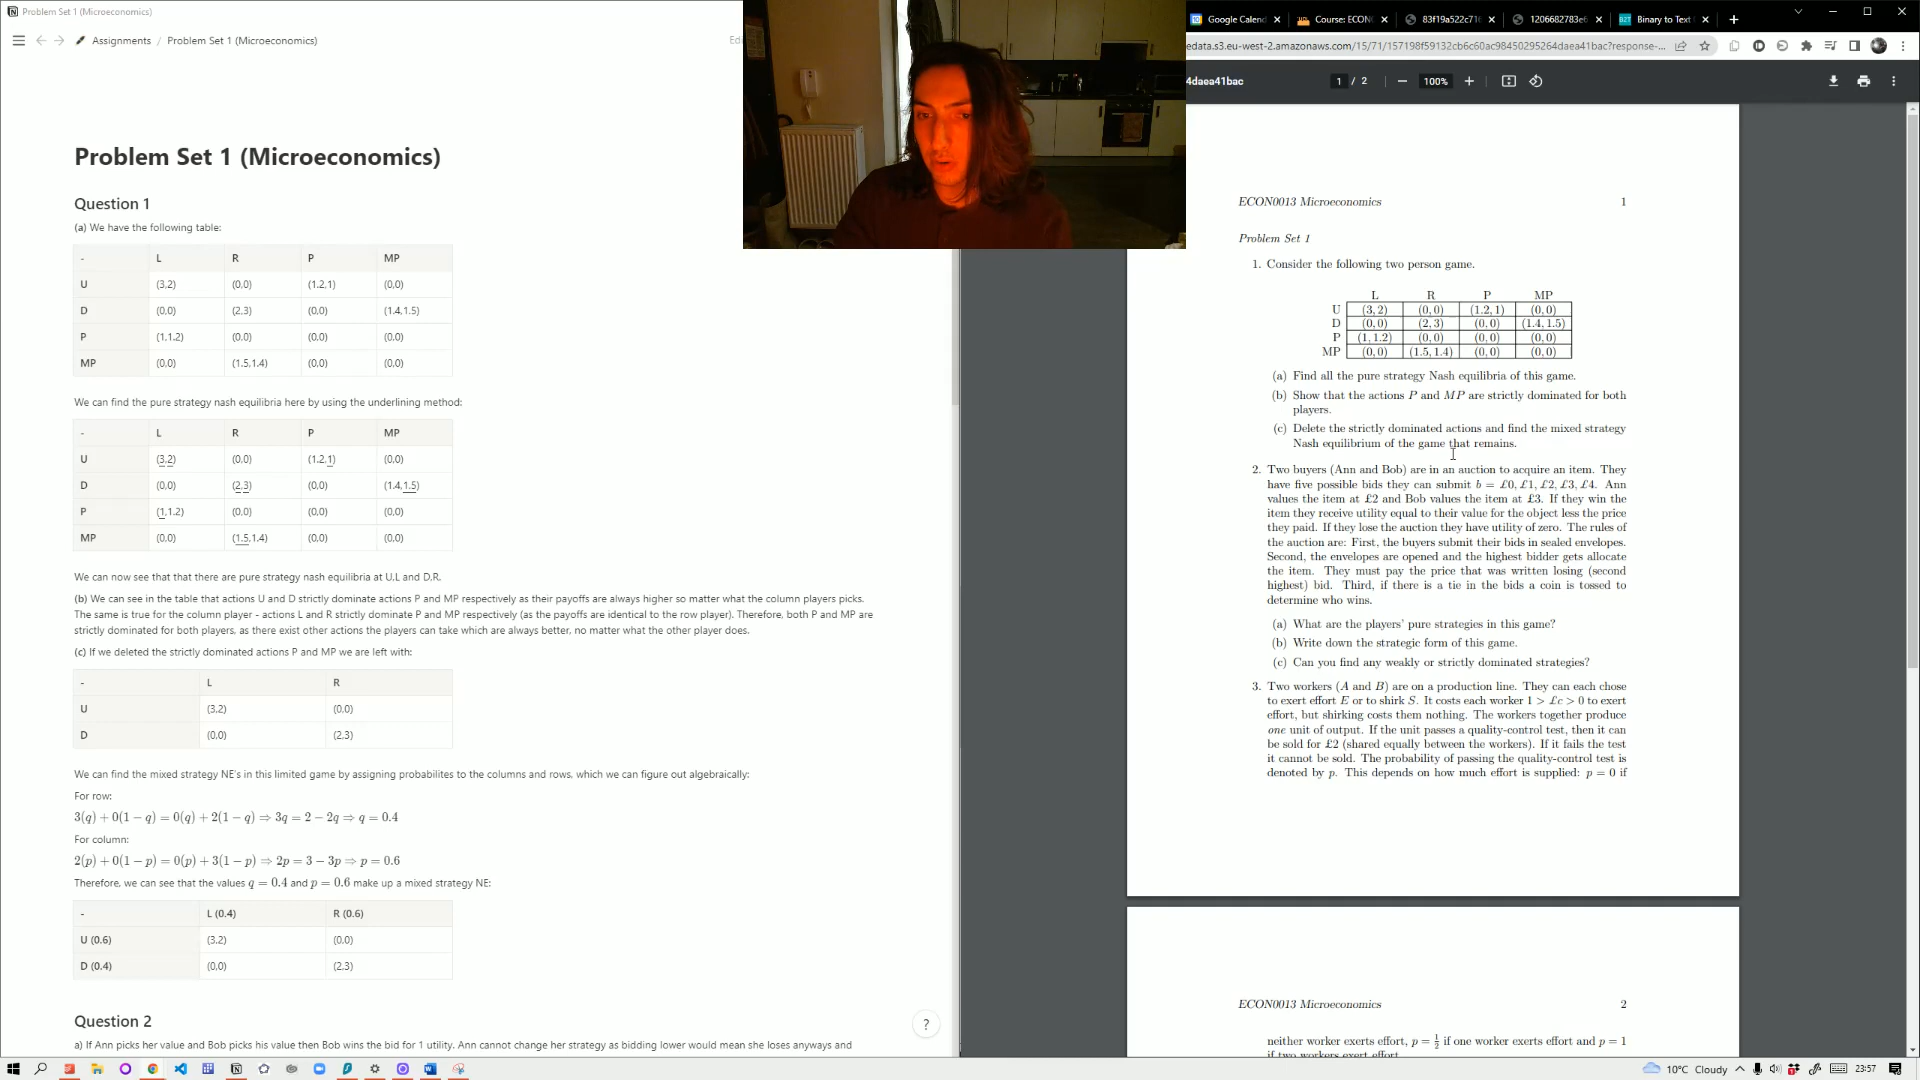 Problem Set 1 (Microeconomics)
Assignments / Problem Set 1 (Microeconomics)
Problem Set 1 (Microeconomics)
Question 1
(a) We have the following table:
- L R P MP
U (3,2) (0.0) (1.2,1) (0,0)
D (0,0) (2.3) (0,0) (1.4,1.5)
P (1,1.2) (0,0) (0,0) (0,0)
MP (0,0) (1.5,1.4) (0,0) (0,0)
We can find the pure strategy nash equilibria here by using the underlining method:
- L R P MP
U (3,2) (0.0) (1.2,1) (0,0)
D (0,0) (2,3) (0,0) (1.4,1.5)
P (1,1.2) (0,0) (0,0) (0,0)
MP (0,0) (1.5,1.4) (0,0) (0,0)
We can now see that that there are pure strategy nash equilibria at U,L and D,R.
(b) We can see in the table that actions U and D strictly dominate actions P and MP respectively as their payoffs are always higher so matter what the column players picks.
The same is true for the column player - actions L and R strictly dominate P and MP respectively (as the payoffs are identical to the row player). Therefore, both P and MP are
strictly dominated for both players, as there exist other actions the players can take which are always better, no matter what the other player does.
(c) If we deleted the strictly dominated actions P and MP we are left with:
- L R
U (3,2) (0.0)
D (0,0) (2.3)
We can find the mixed strategy NE's in this limited game by assigning probabilites to the columns and rows, which we can figure out algebraically:
For row:
3(q) + 0(1 − q) = 0(q) + 2(1 − q) ⇒ 3q = 2 − 2q ⇒ q = 0.4
For column:
2(p) + 0(1 − p) = 0(p) + 3(1 − p) ⇒ 2p = 3 − 3p ⇒ p = 0.6
Therefore, we can see that the values q = 0.4 and p = 0.6 make up a mixed strategy NE:
- L (0.4) R (0.6)
U (0.6) (3,2) (0.0)
D (0.4) (0,0) (2.3)
Question 2
a) If Ann picks her value and Bob picks his value then Bob wins the bid for 1 utility. Ann cannot change her strategy as bidding lower would mean she loses anyways and
?
Google Calend
Course: ECON
83f19a522c71
1206682783e
Binary to Text
edata.s3.eu-west-2.amazonaws.com/15/71/157198f59132cb6c60ac98450295264daea41bac?response-...
4daea41bac 1 / 2 100%
ECON0013 Microeconomics 1
Problem Set 1
1. Consider the following two person game.
L R P MP
U (3, 2) (0, 0) (1.2, 1) (0, 0)
D (0, 0) (2, 3) (0, 0) (1.4, 1.5)
P (1, 1.2) (0, 0) (0, 0) (0, 0)
MP (0, 0) (1.5, 1.4) (0, 0) (0, 0)
(a) Find all the pure strategy Nash equilibria of this game.
(b) Show that the actions P and MP are strictly dominated for both
players.
(c) Delete the strictly dominated actions and find the mixed strategy
Nash equilibrium of the game that remains.
2. Two buyers (Ann and Bob) are in an auction to acquire an item. They
have five possible bids they can submit b = £0, £1, £2, £3, £4. Ann
values the item at £2 and Bob values the item at £3. If they win the
item they receive utility equal to their value for the object less the price
they paid. If they lose the auction they have utility of zero. The rules of
the auction are: First, the buyers submit their bids in sealed envelopes.
Second, the envelopes are opened and the highest bidder gets allocate
the item. They must pay the price that was written losing (second
highest) bid. Third, if there is a tie in the bids a coin is tossed to
determine who wins.
(a) What are the players' pure strategies in this game?
(b) Write down the strategic form of this game.
(c) Can you find any weakly or strictly dominated strategies?
3. Two workers (A and B) are on a production line. They can each chose
to exert effort E or to shirk S. It costs each worker 1 > £c > 0 to exert
effort, but shirking costs them nothing. The workers together produce
one unit of output. If the unit passes a quality-control test, then it can
be sold for £2 (shared equally between the workers). If it fails the test
it cannot be sold. The probability of passing the quality-control test is
denoted by p. This depends on how much effort is supplied: p = 0 if
ECON0013 Microeconomics 2
neither worker exerts effort, p = ½ if one worker exerts effort and p = 1
if two workers exert effort
10°C Cloudy 23:57